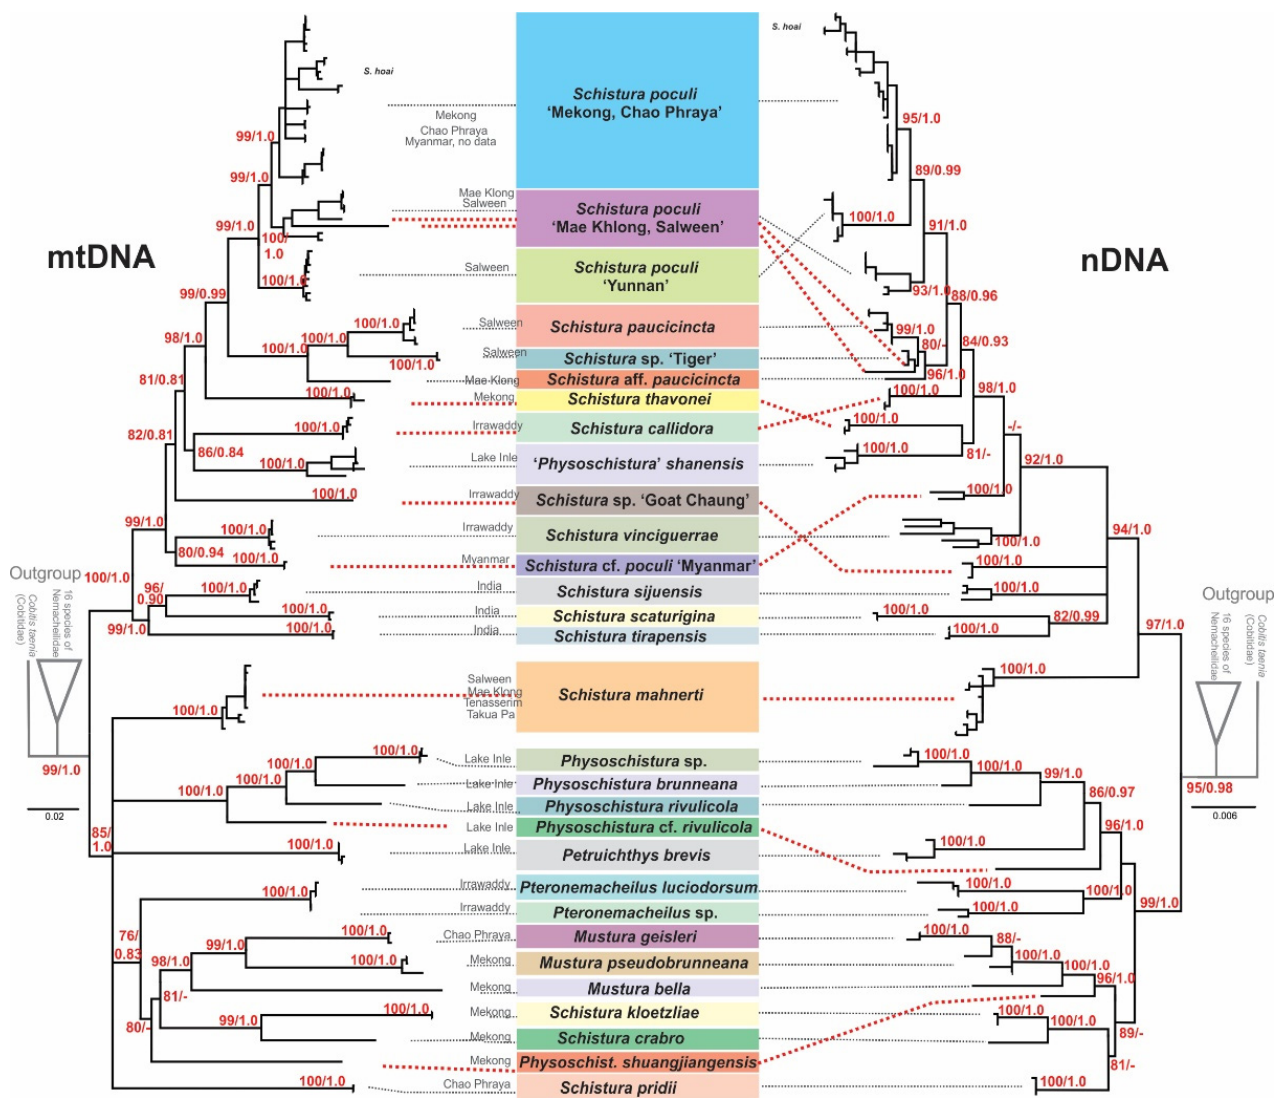 S. hoai
S. hoai
Schistura poculi
'Mekong, Chao Phraya'
Mekong
Chao Phraya
Myanmar, no data
99/1.0
99/1.0
95/1.0
89/0.99
mtDNA
nDNA
Mae Klong
Salween
Schistura poculi
'Mae Khlong, Salween'
99/1.0
100/
1.0
100/1.0
91/1.0
Salween
Schistura poculi
'Yunnan'
100/1.0
99/0.99
93/1.0
88/0.96
Salween
Schistura paucicincta
100/1.0
100/1.0
100/1.0
98/1.0
99/1.0
80/-
84/0.93
Salween
Schistura sp. 'Tiger'
100/1.0
96/1.0
Mae Klong
Schistura aff. paucicincta
81/0.81
Mekong
Schistura thavonei
100/1.0
100/1.0
98/1.0
Irrawaddy
Schistura callidora
100/1.0
82/0.81
100/1.0
-/-
Lake Inle
'Physoschistura' shanensis
86/0.84
100/1.0
100/1.0
81/-
92/1.0
Irrawaddy
Schistura sp. 'Goat Chaung'
100/1.0
100/1.0
Irrawaddy
Schistura vinciguerrae
99/1.0
100/1.0
100/1.0
94/1.0
Myanmar
Schistura cf. poculi 'Myanmar'
80/0.94
100/1.0
100/1.0
Outgroup
Cobitis taenia
(Cobitidae)
16 species of
Nemacheilidae
100/1.0
India
Schistura sijuensis
96/
0.90
100/1.0
100/1.0
India
Schistura scaturigina
100/1.0
100/1.0
82/0.99
India
Schistura tirapensis
99/1.0
100/1.0
100/1.0
97/1.0
Outgroup
16 species of
Nemacheilidae
Cobitis taenia
(Cobitidae)
Salween
Mae Klong
Tenasserim
Takua Pa
Schistura mahnerti
100/1.0
100/1.0
99/1.0
0.02
95/0.98
0.006
Lake Inle
Physoschistura sp.
100/1.0
100/1.0
100/1.0
100/1.0
99/1.0
Lake Inle
Physoschistura brunneana
100/1.0
100/1.0
86/0.97
Lake Inle
Physoschistura rivulicola
Lake Inle
Physoschistura cf. rivulicola
85/
1.0
96/1.0
Lake Inle
Petruichthys brevis
100/1.0
100/1.0
Irrawaddy
Pteronemacheilus luciodorsum
100/1.0
100/1.0
100/1.0
Irrawaddy
Pteronemacheilus sp.
100/1.0
99/1.0
76/
0.83
Chao Phraya
Mustura geisleri
100/1.0
99/1.0
100/1.0
88/-
Mekong
Mustura pseudobrunneana
98/1.0
100/1.0
100/1.0
96/1.0
Mekong
Mustura bella
81/-
Mekong
Schistura kloetzliae
80/-
99/1.0
100/1.0
100/1.0
100/1.0
89/-
Mekong
Schistura crabro
Mekong
Physoschist. shuangjiangensis
81/-
Chao Phraya
Schistura pridii
100/1.0
100/1.0